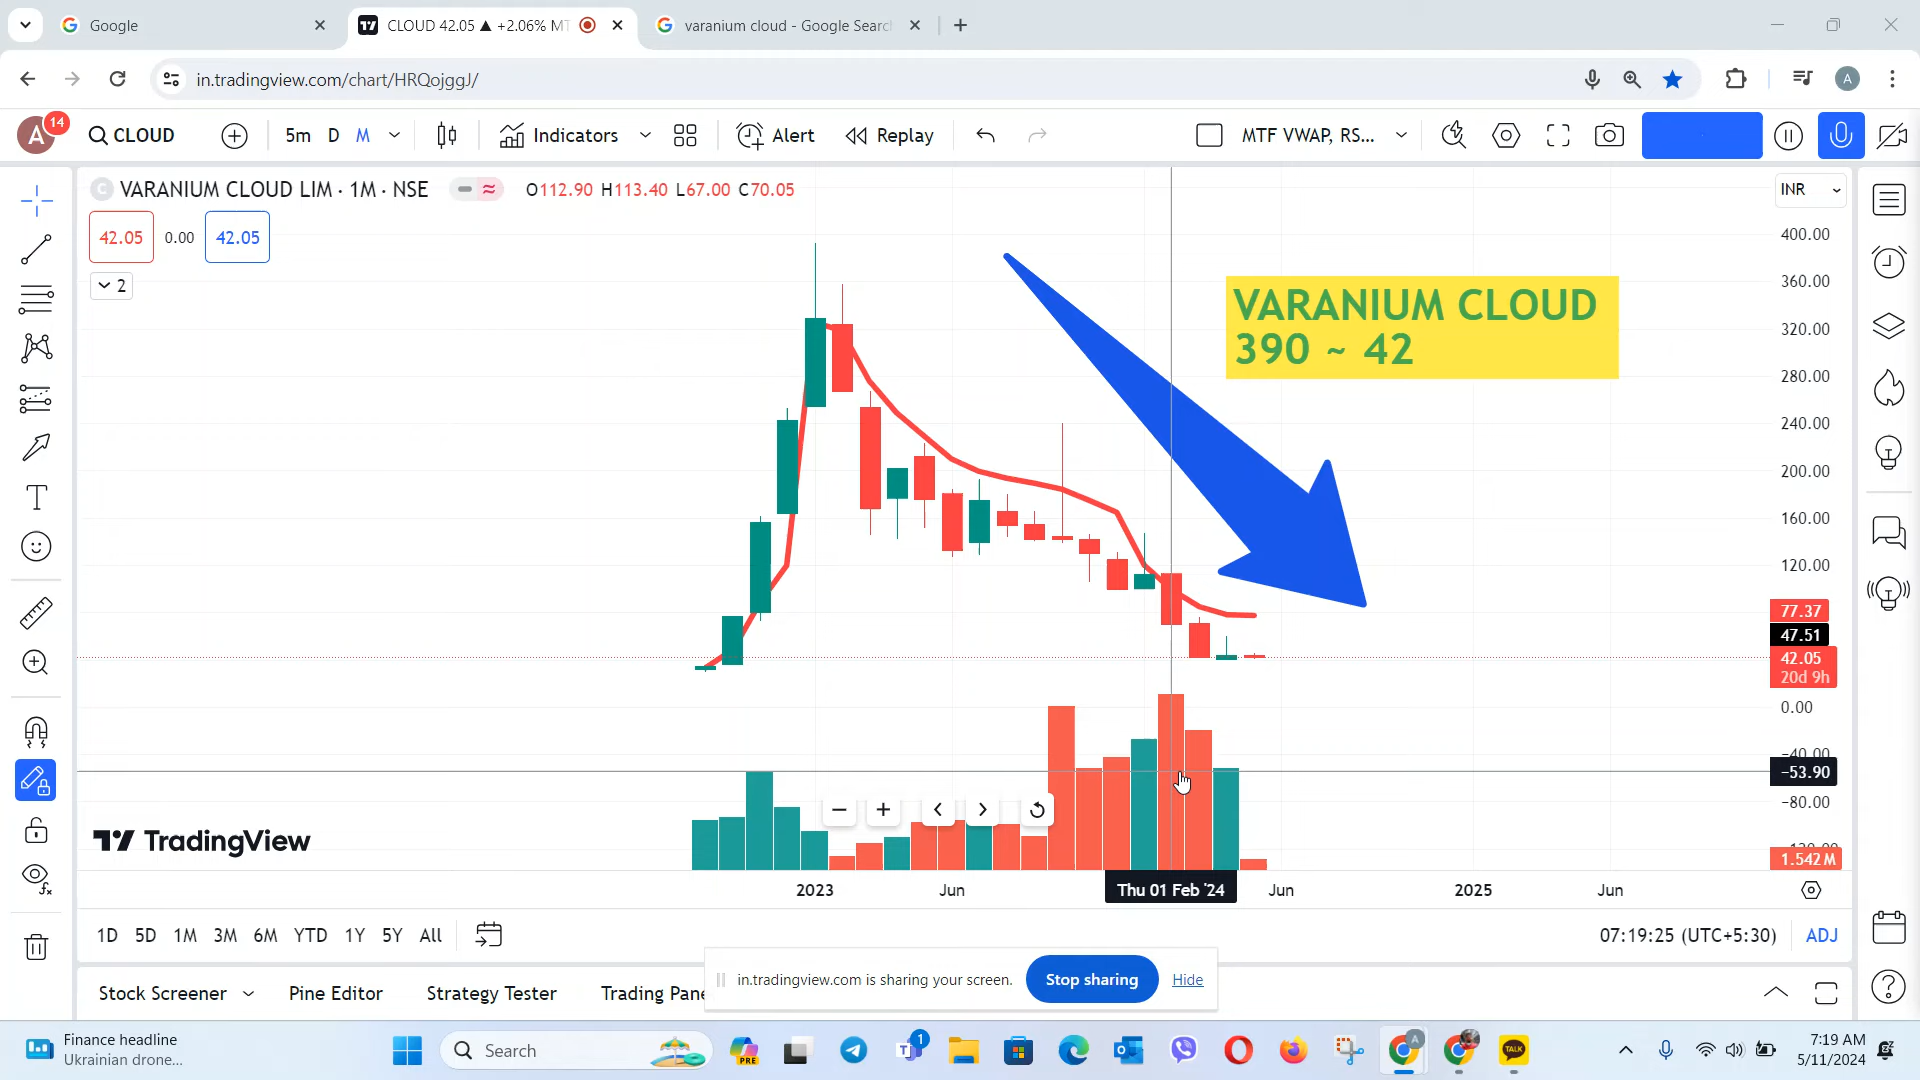 Google
CLOUD 42.05 ▲ +2.06% MT
varanium cloud - Google Search
in.tradingview.com/chart/HRQojggJ/
A
A
14
CLOUD
5m D M
Indicators
Alert
Replay
MTF VWAP, RS...
VARANIUM CLOUD LIM · 1M · NSE
O112.90 H113.40 L67.00 C70.05
INR
42.05
0.00
42.05
2
VARANIUM CLOUD
390 ~ 42
400.00
360.00
320.00
280.00
240.00
200.00
160.00
120.00
77.37
47.51
42.05
20d 9h
0.00
-40.00
-53.90
-80.00
1.542 M
TradingView
2023
Jun
Thu 01 Feb '24
Jun
2025
Jun
1D 5D 1M 3M 6M YTD 1Y 5Y All
07:19:25 (UTC+5:30)
ADJ
in.tradingview.com is sharing your screen.
Stop sharing
Hide
Stock Screener
Pine Editor
Strategy Tester
Trading Pane
Finance headline
Ukrainian drone...
Search
PRE
1
A
TALK
7:19 AM
5/11/2024